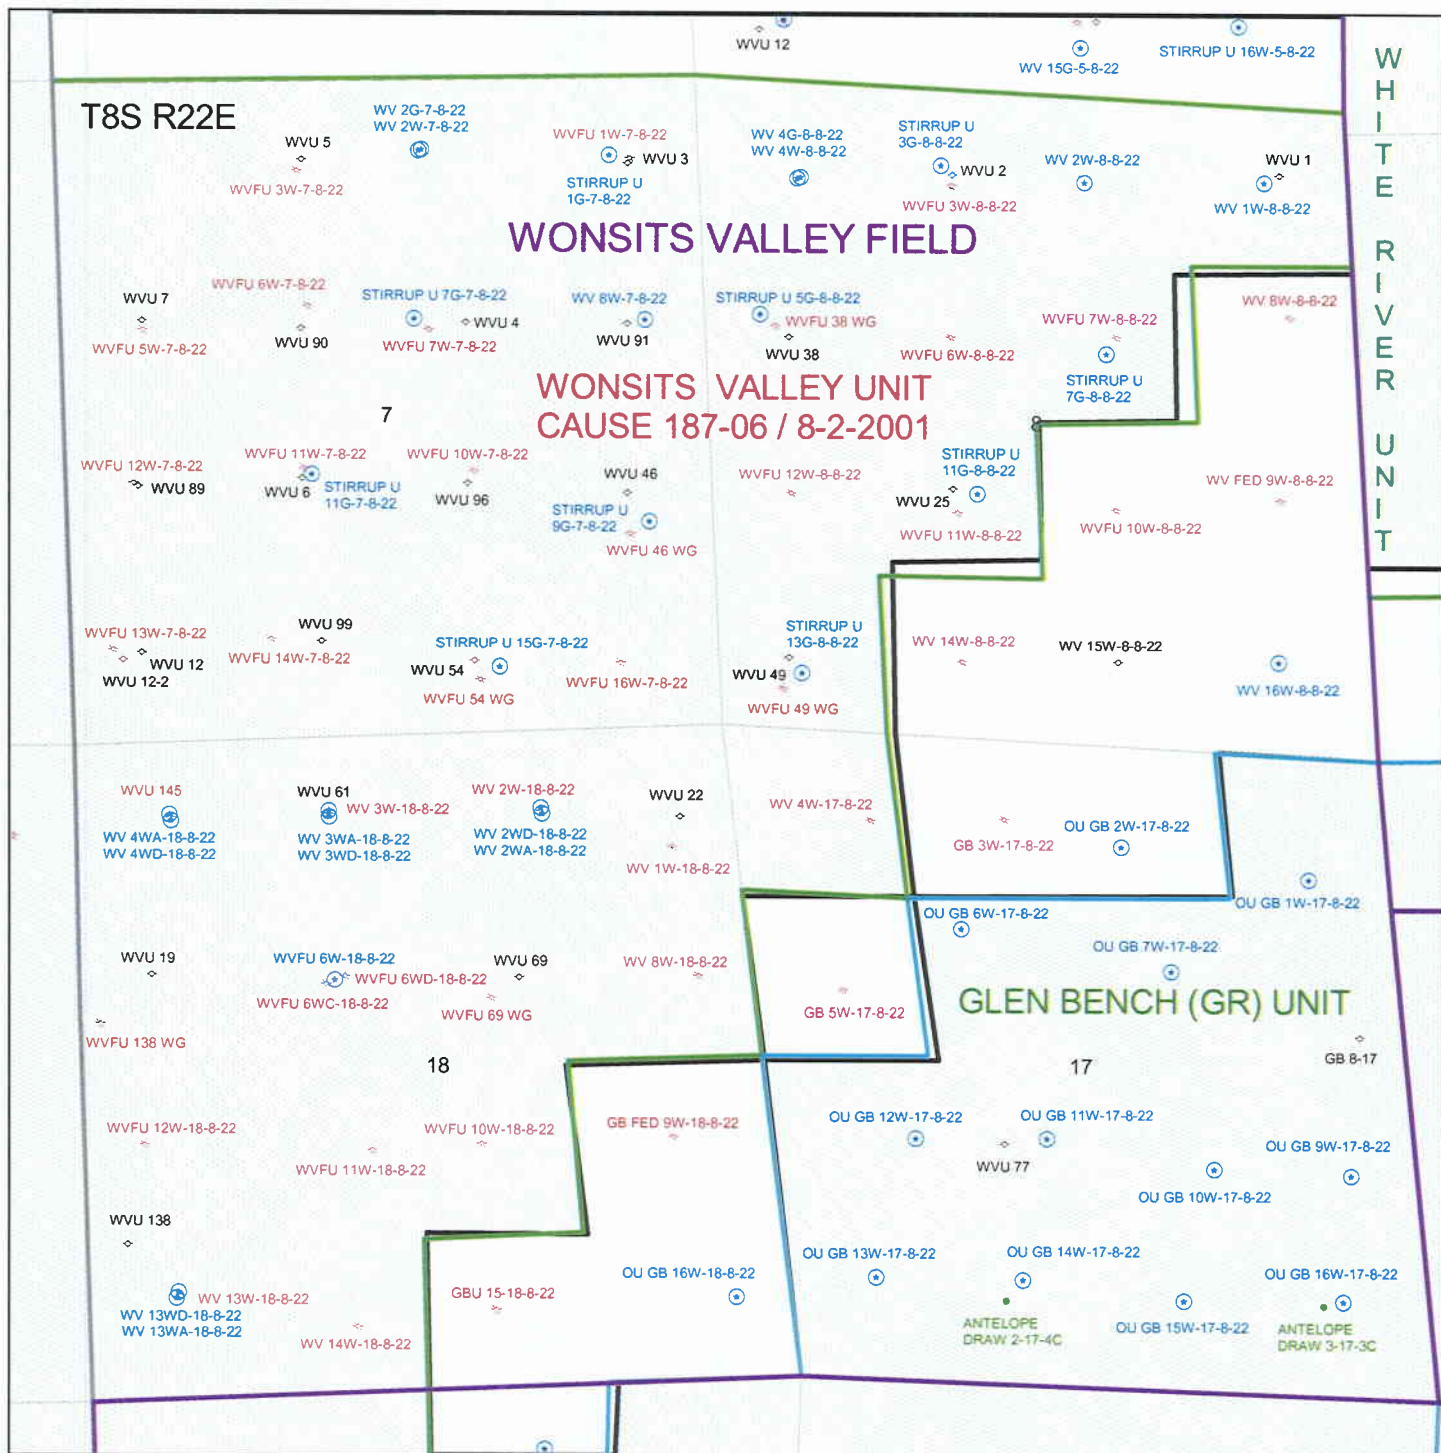 WVU 12
WV 15G-5-8-22
STIRRUP U 16W-5-8-22
WHITE RIVER UNIT
T8S R22E
WV 2G-7-8-22
WV 2W-7-8-22
WVU 5
WVFU 3W-7-8-22
WVFU 1W-7-8-22
WVU 3
STIRRUP U
1G-7-8-22
WV 4G-8-8-22
WV 4W-8-8-22
STIRRUP U
3G-8-8-22
WVU 2
WVFU 3W-8-8-22
WV 2W-8-8-22
WVU 1
WV 1W-8-8-22
WONSITS VALLEY FIELD
WVU 7
WVFU 5W-7-8-22
WVFU 6W-7-8-22
WVU 90
STIRRUP U 7G-7-8-22
WVU 4
WVFU 7W-7-8-22
WV 8W-7-8-22
WVU 91
STIRRUP U 5G-8-8-22
WVFU 38 WG
WVU 38
WVFU 6W-8-8-22
WVFU 7W-8-8-22
STIRRUP U
7G-8-8-22
WV 8W-8-8-22
WONSITS VALLEY UNIT
CAUSE 187-06 / 8-2-2001
7
WVFU 12W-7-8-22
WVU 89
WVFU 11W-7-8-22
WVU 6
STIRRUP U
11G-7-8-22
WVFU 10W-7-8-22
WVU 96
WVU 46
STIRRUP U
9G-7-8-22
WVFU 46 WG
WVFU 12W-8-8-22
STIRRUP U
11G-8-8-22
WVU 25
WVFU 11W-8-8-22
WVFU 10W-8-8-22
WV FED 9W-8-8-22
WVFU 13W-7-8-22
WVU 12
WVU 12-2
WVU 99
WVFU 14W-7-8-22
STIRRUP U 15G-7-8-22
WVU 54
WVFU 54 WG
WVFU 16W-7-8-22
STIRRUP U
13G-8-8-22
WVU 49
WVFU 49 WG
WV 14W-8-8-22
WV 15W-8-8-22
WV 16W-8-8-22
WVU 145
WV 4WA-18-8-22
WV 4WD-18-8-22
WVU 61
WV 3W-18-8-22
WV 3WA-18-8-22
WV 3WD-18-8-22
WV 2W-18-8-22
WV 2WD-18-8-22
WV 2WA-18-8-22
WVU 22
WV 1W-18-8-22
WV 4W-17-8-22
GB 3W-17-8-22
OU GB 2W-17-8-22
OU GB 1W-17-8-22
WVU 19
WVFU 138 WG
WVFU 6W-18-8-22
WVFU 6WD-18-8-22
WVFU 6WC-18-8-22
WVU 69
WVFU 69 WG
WV 8W-18-8-22
OU GB 6W-17-8-22
GB 5W-17-8-22
OU GB 7W-17-8-22
GLEN BENCH (GR) UNIT
GB 8-17
18
17
WVFU 12W-18-8-22
WVFU 11W-18-8-22
WVFU 10W-18-8-22
GB FED 9W-18-8-22
OU GB 12W-17-8-22
OU GB 11W-17-8-22
WVU 77
OU GB 10W-17-8-22
OU GB 9W-17-8-22
WVU 138
WV 13W-18-8-22
WV 13WD-18-8-22
WV 13WA-18-8-22
WV 14W-18-8-22
GBU 15-18-8-22
OU GB 16W-18-8-22
OU GB 13W-17-8-22
OU GB 14W-17-8-22
ANTELOPE
DRAW 2-17-4C
OU GB 15W-17-8-22
OU GB 16W-17-8-22
ANTELOPE
DRAW 3-17-3C